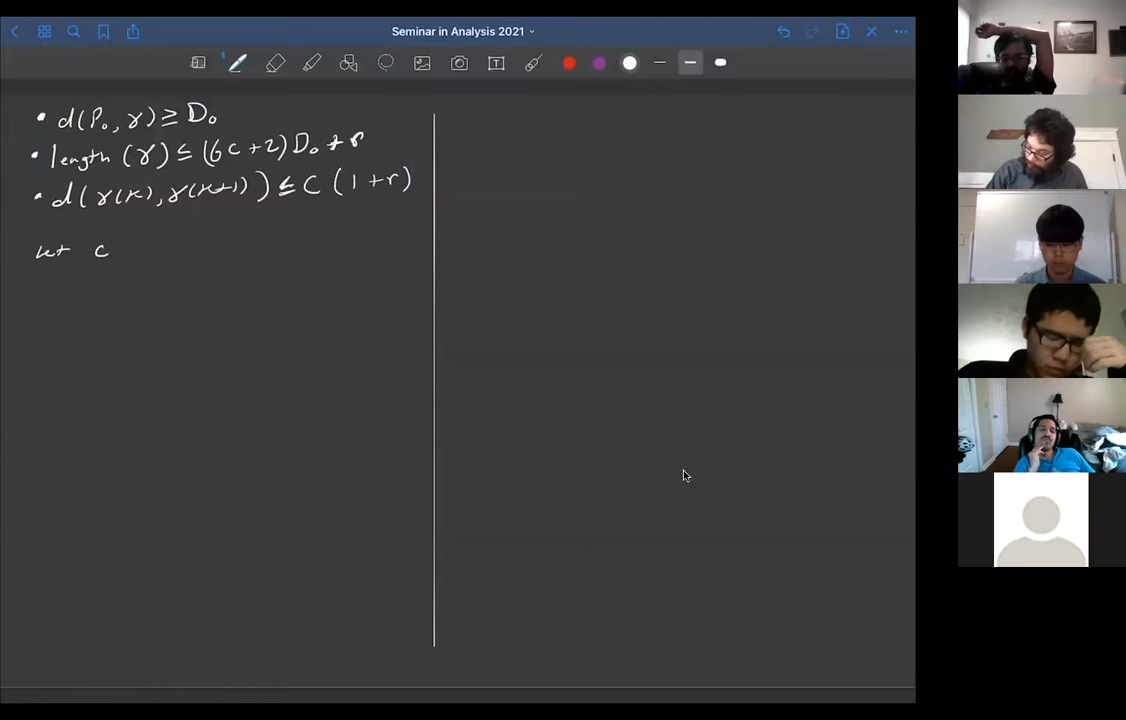 Seminar in Analysis 2021
• d(P₀, γ) ≥ D₀
• length (γ) ≤ (6C + 2) D₀ + r
• d(γ(k), γ(k+1)) ≤ C (1 + r)
Let C